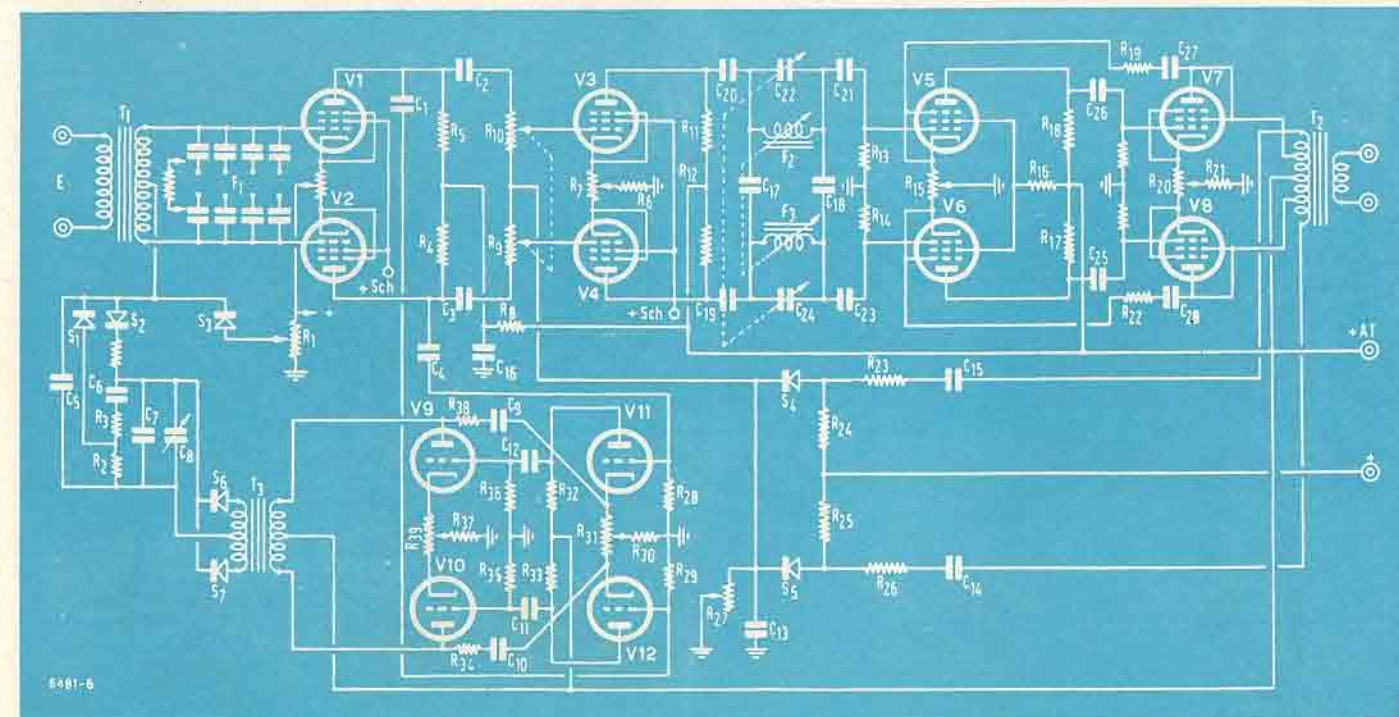 T1
E
F1
V1
V2
+ Sch
C1
C2
R5
R4
C3
R10
R9
R8
C4
C16
V3
V4
R7
R6
+ Sch
R11
R12
C20
C19
C22
C21
F2
C17
C18
F3
C24
C23
R13
R14
V5
V6
R15
R16
R19
C27
R18
R17
C26
C25
R22
C28
V7
V8
R20
R21
T2
+ AT
+
S1
S2
S3
R1
+
C5
C6
R3
R2
C7
C8
S6
S7
T3
V9
V10
R38
C9
C12
R36
R37
R39
R35
R33
C11
R34
C10
R32
V11
V12
R31
R30
R28
R29
S4
R23
C15
R24
R25
S5
R26
C14
R27
C13
6481-6